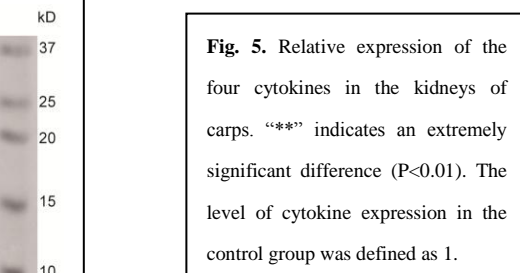 kD
37
25
20
15
10
Fig. 5. Relative expression of the
four cytokines in the kidneys of
carps. “**” indicates an extremely
significant difference (P<0.01). The
level of cytokine expression in the
control group was defined as 1.